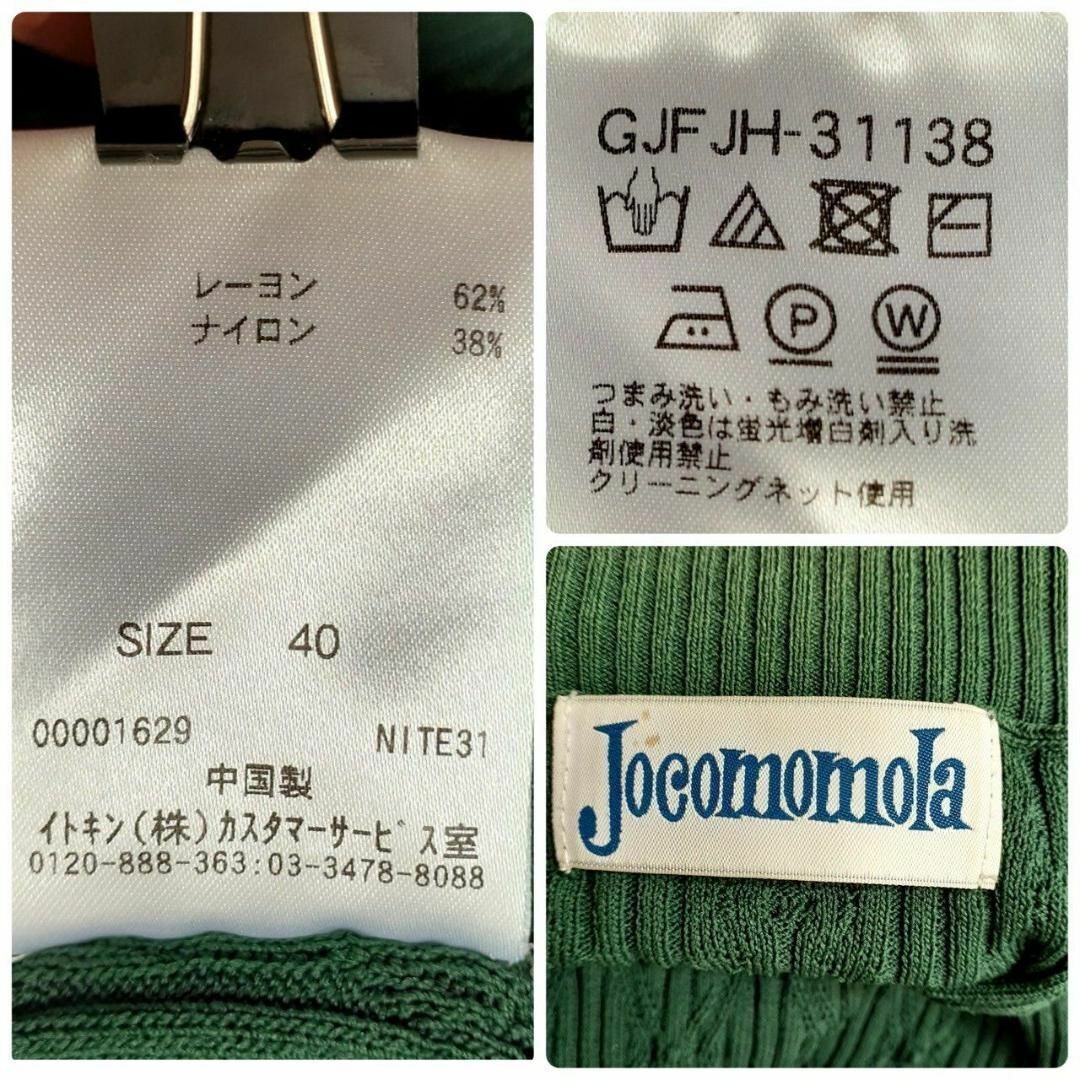 レーヨン 62%
ナイロン 38%
SIZE 40
00001629 NITE31
中国製
イトキン(株)カスタマーサービス室
0120-888-363:03-3478-8088
GJFJH-31138
P W
つまみ洗い・もみ洗い禁止
白・淡色は蛍光増白剤入り洗
剤使用禁止
クリーニングネット使用
Jocomomola